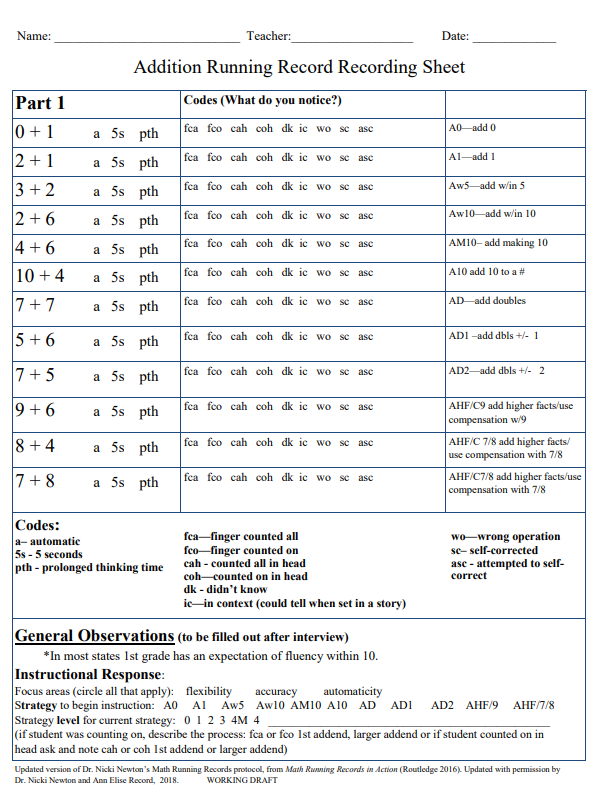 Name: ______________________________ Teacher:____________________ Date: ______________
Addition Running Record Recording Sheet
Part 1 Codes (What do you notice?)
0 + 1 a 5s pth fca fco cah coh dk ic wo sc asc A0—add 0
2 + 1 a 5s pth fca fco cah coh dk ic wo sc asc A1—add 1
3 + 2 a 5s pth fca fco cah coh dk ic wo sc asc Aw5—add w/in 5
2 + 6 a 5s pth fca fco cah coh dk ic wo sc asc Aw10—add w/in 10
4 + 6 a 5s pth fca fco cah coh dk ic wo sc asc AM10– add making 10
10 + 4 a 5s pth fca fco cah coh dk ic wo sc asc A10 add 10 to a #
7 + 7 a 5s pth fca fco cah coh dk ic wo sc asc AD—add doubles
5 + 6 a 5s pth fca fco cah coh dk ic wo sc asc AD1 –add dbls +/- 1
7 + 5 a 5s pth fca fco cah coh dk ic wo sc asc AD2—add dbls +/- 2
9 + 6 a 5s pth fca fco cah coh dk ic wo sc asc AHF/C9 add higher facts/use
compensation w/9
8 + 4 a 5s pth fca fco cah coh dk ic wo sc asc AHF/C 7/8 add higher facts/
use compensation with 7/8
7 + 8 a 5s pth fca fco cah coh dk ic wo sc asc AHF/C7/8 add higher facts/use
compensation with 7/8
Codes:
a– automatic
5s - 5 seconds
pth - prolonged thinking time
fca—finger counted all
fco—finger counted on
cah - counted all in head
coh—counted on in head
dk - didn't know
ic—in context (could tell when set in a story)
wo—wrong operation
sc– self-corrected
asc - attempted to self-
correct
General Observations (to be filled out after interview)
*In most states 1st grade has an expectation of fluency within 10.
Instructional Response:
Focus areas (circle all that apply): flexibility accuracy automaticity
Strategy to begin instruction: A0 A1 Aw5 Aw10 AM10 A10 AD AD1 AD2 AHF/9 AHF/7/8
Strategy level for current strategy: 0 1 2 3 4M 4 ______________________________________________
(if student was counting on, describe the process: fca or fco 1st addend, larger addend or if student counted on in
head ask and note cah or coh 1st addend or larger addend)
Updated version of Dr. Nicki Newton's Math Running Records protocol, from Math Running Records in Action (Routledge 2016). Updated with permission by
Dr. Nicki Newton and Ann Elise Record, 2018. WORKING DRAFT